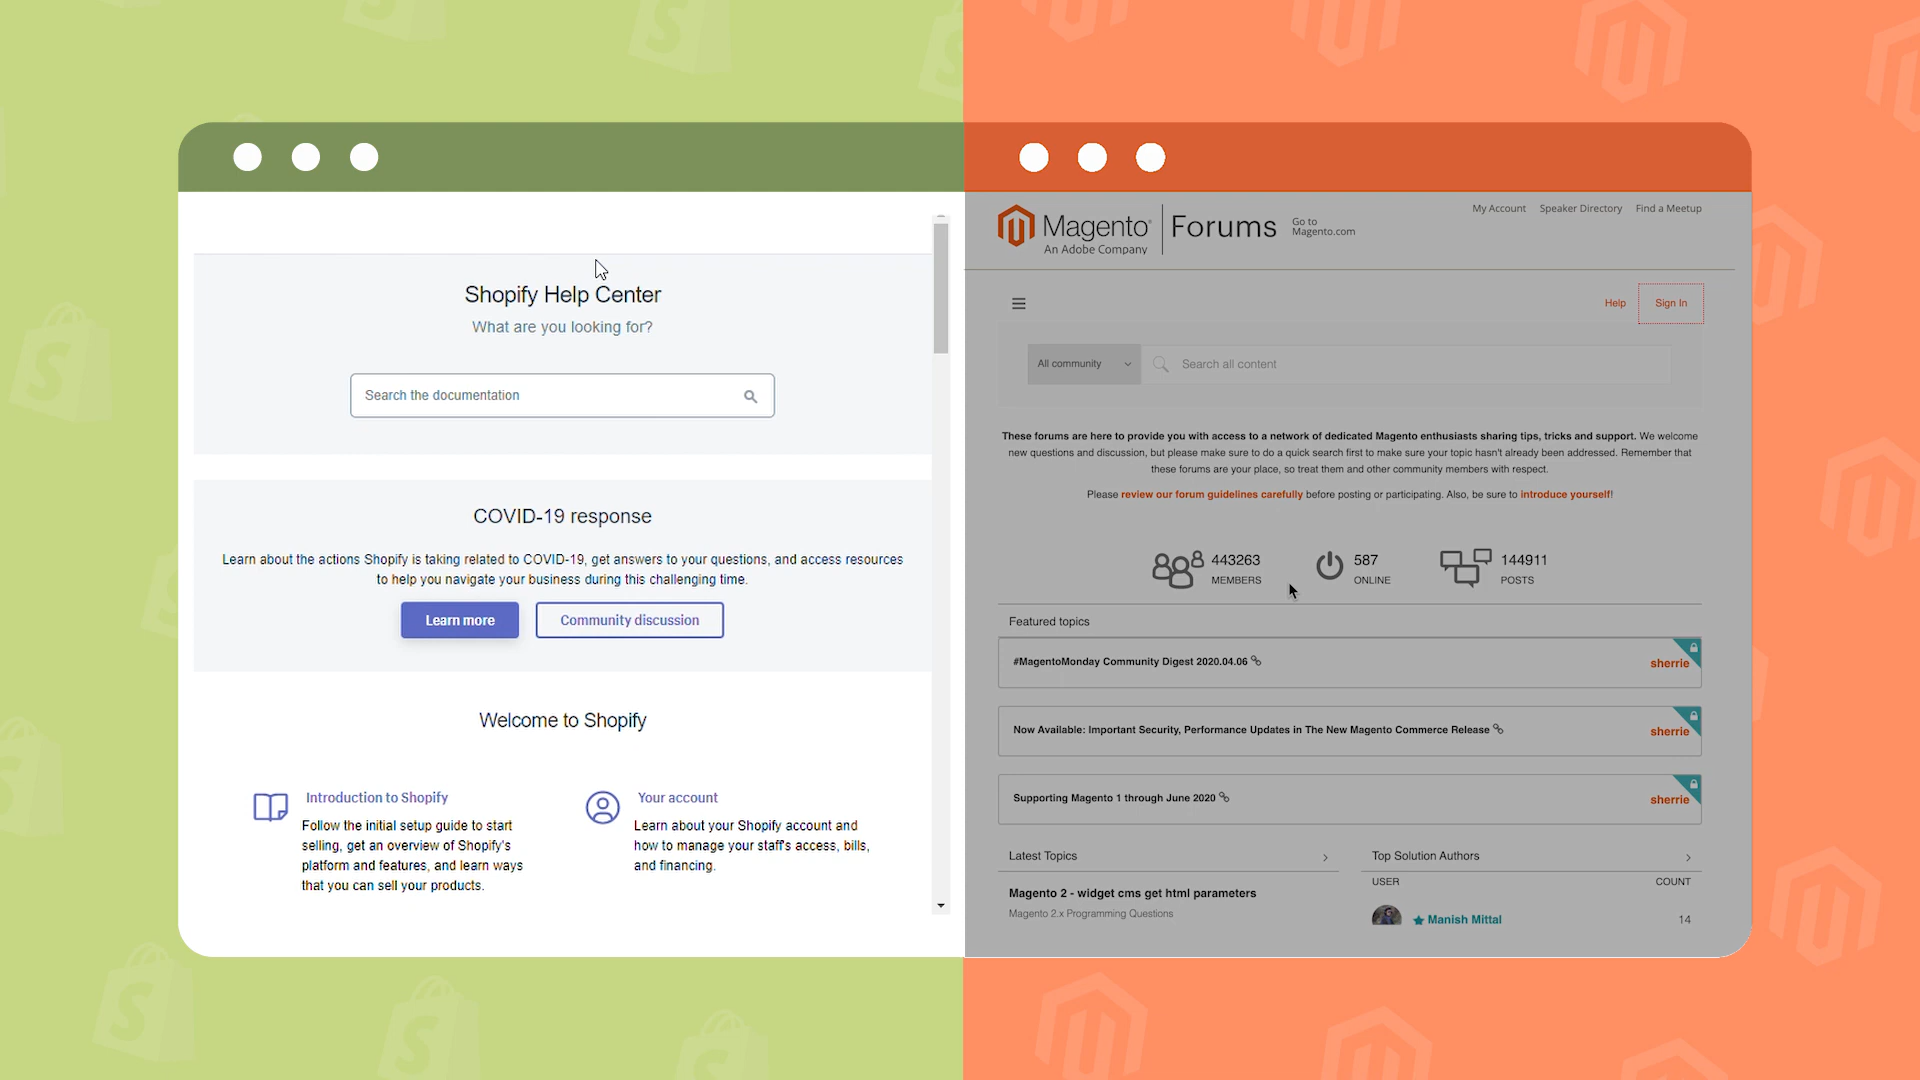 Shopify Help Center
What are you looking for?
Search the documentation
COVID-19 response
Learn about the actions Shopify is taking related to COVID-19, get answers to your questions, and access resources
to help you navigate your business during this challenging time.
Learn more
Community discussion
Welcome to Shopify
Introduction to Shopify
Follow the initial setup guide to start
selling, get an overview of Shopify's
platform and features, and learn ways
that you can sell your products.
Your account
Learn about your Shopify account and
how to manage your staff's access, bills,
and financing.
Magento®
An Adobe Company
Forums
Go to
Magento.com
My Account
Speaker Directory
Find a Meetup
Help
Sign In
All community
Search all content
These forums are here to provide you with access to a network of dedicated Magento enthusiasts sharing tips, tricks and support. We welcome
new questions and discussion, but please make sure to do a quick search first to make sure your topic hasn't already been addressed. Remember that
these forums are your place, so treat them and other community members with respect.
Please review our forum guidelines carefully before posting or participating. Also, be sure to introduce yourself!
443263
MEMBERS
587
ONLINE
144911
POSTS
Featured topics
#MagentoMonday Community Digest 2020.04.06
sherrie
Now Available: Important Security, Performance Updates in The New Magento Commerce Release
sherrie
Supporting Magento 1 through June 2020
sherrie
Latest Topics
Magento 2 - widget cms get html parameters
Magento 2.x Programming Questions
Top Solution Authors
USER COUNT
Manish Mittal 14